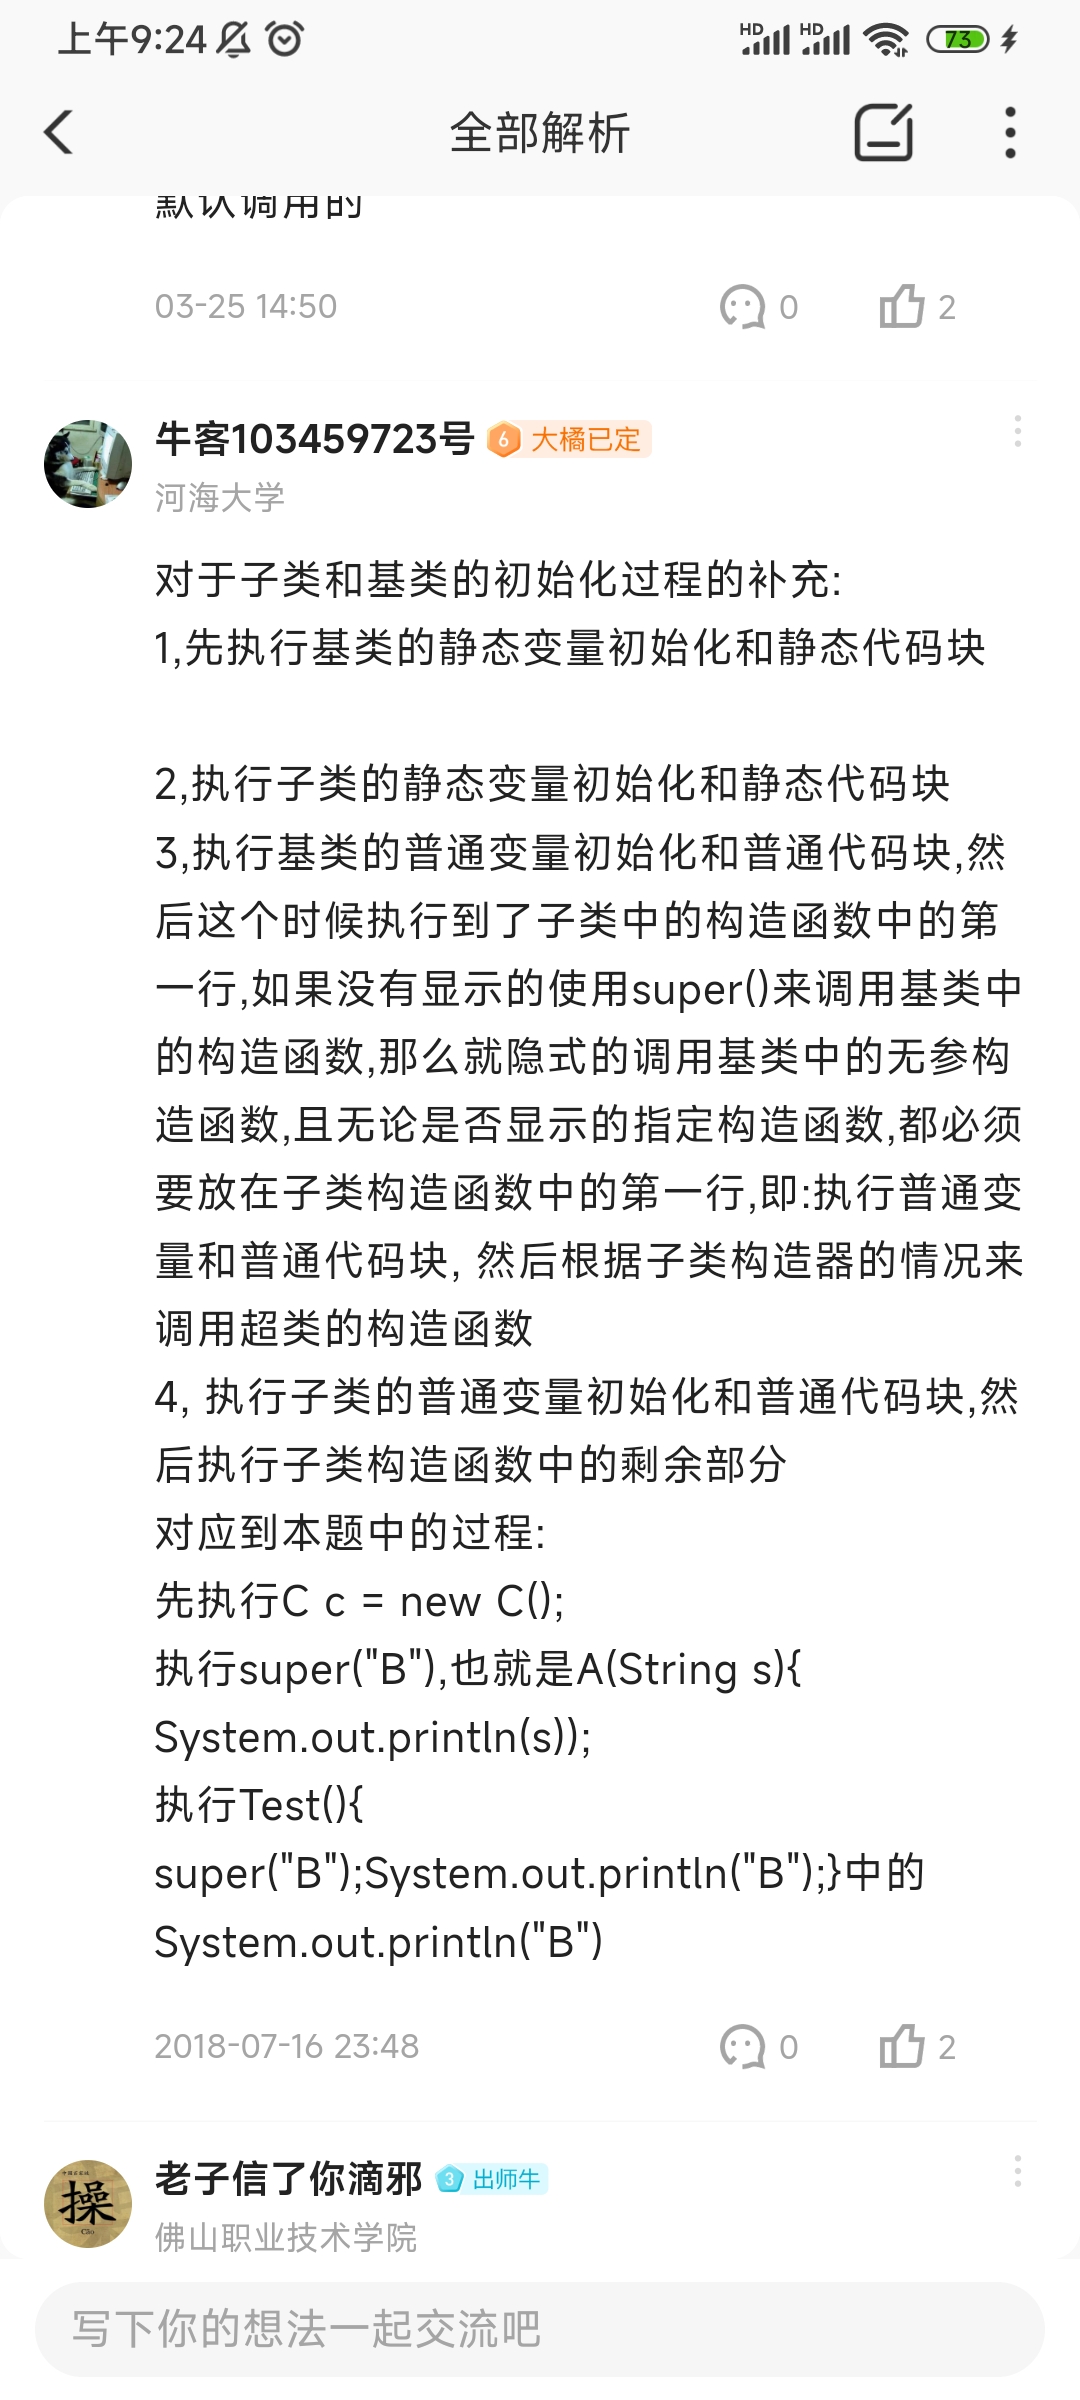 上午9:24
HD HD 73
全部解析
默认调用的
03-25 14:50 0 2
牛客103459723号 6 大橘已定
河海大学
对于子类和基类的初始化过程的补充:
1,先执行基类的静态变量初始化和静态代码块
2,执行子类的静态变量初始化和静态代码块
3,执行基类的普通变量初始化和普通代码块,然
后这个时候执行到了子类中的构造函数中的第
一行,如果没有显示的使用super()来调用基类中
的构造函数,那么就隐式的调用基类中的无参构
造函数,且无论是否显示的指定构造函数,都必须
要放在子类构造函数中的第一行,即:执行普通变
量和普通代码块, 然后根据子类构造器的情况来
调用超类的构造函数
4, 执行子类的普通变量初始化和普通代码块,然
后执行子类构造函数中的剩余部分
对应到本题中的过程:
先执行C c = new C();
执行super("B"),也就是A(String s){
System.out.println(s));
执行Test(){
super("B");System.out.println("B");}中的
System.out.println("B")
2018-07-16 23:48 0 2
老子信了你滴邪 3 出师牛
操
Cāo
佛山职业技术学院
写下你的想法一起交流吧